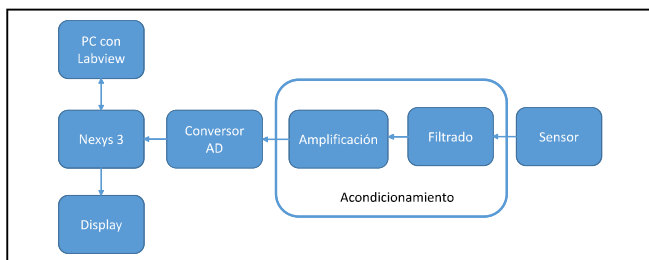 PC con
Labview
Nexys 3
Conversor
AD
Amplificación
Filtrado
Sensor
Acondicionamiento
Display